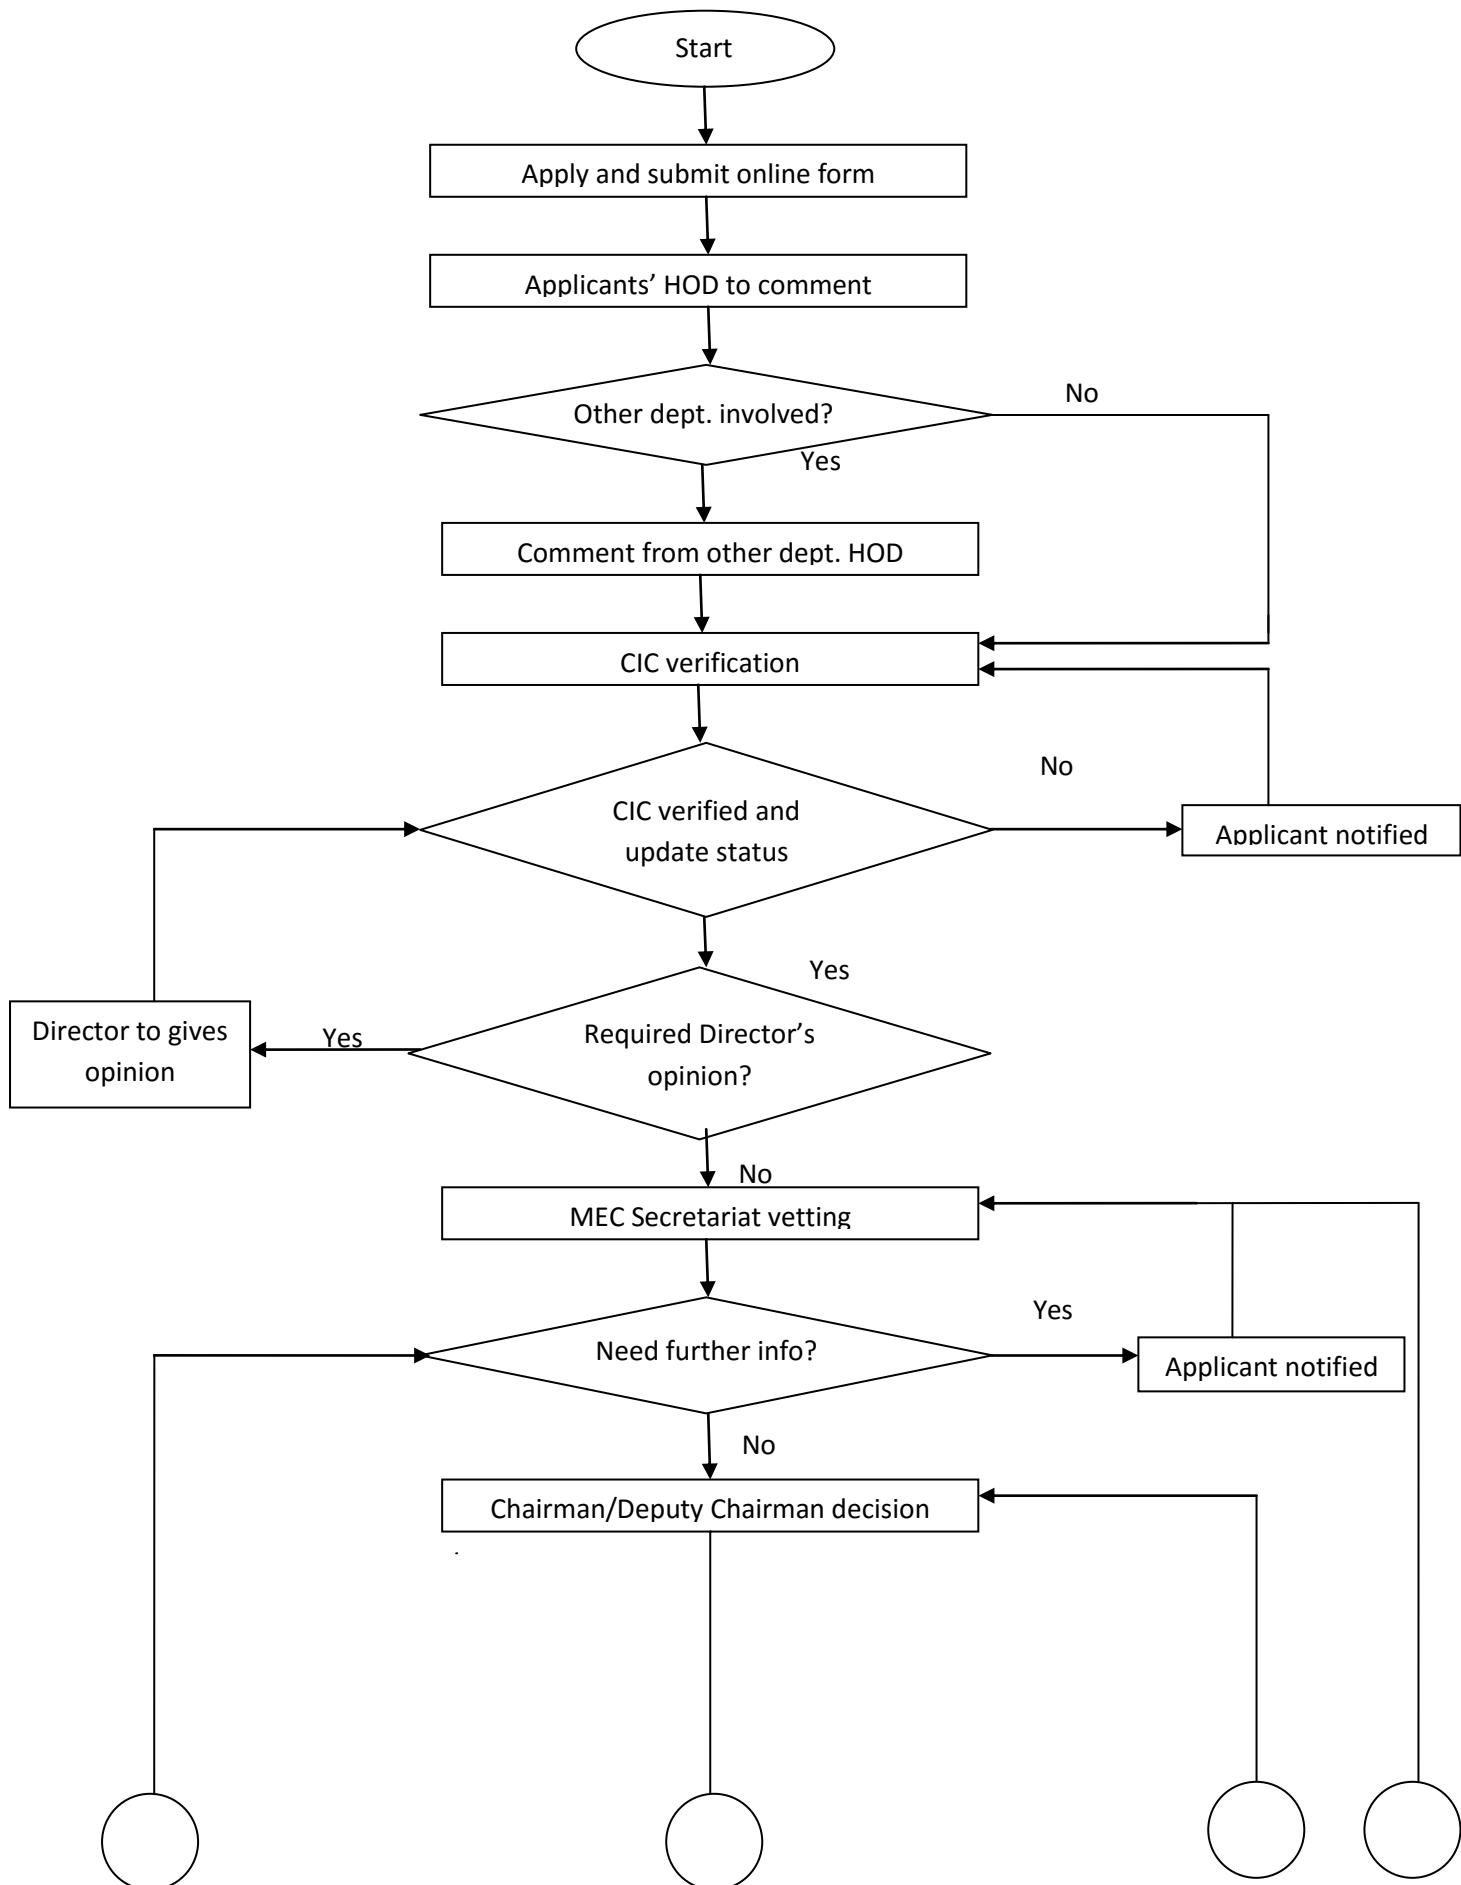 Start
Apply and submit online form
Applicants’ HOD to comment
No
Other dept. involved?
Yes
Comment from other dept. HOD
CIC verification
No
CIC verified and
update status
Applicant notified
Yes
Director to gives
opinion
Yes
Required Director’s
opinion?
No
MEC Secretariat vetting
Yes
Need further info?
Applicant notified
No
Chairman/Deputy Chairman decision